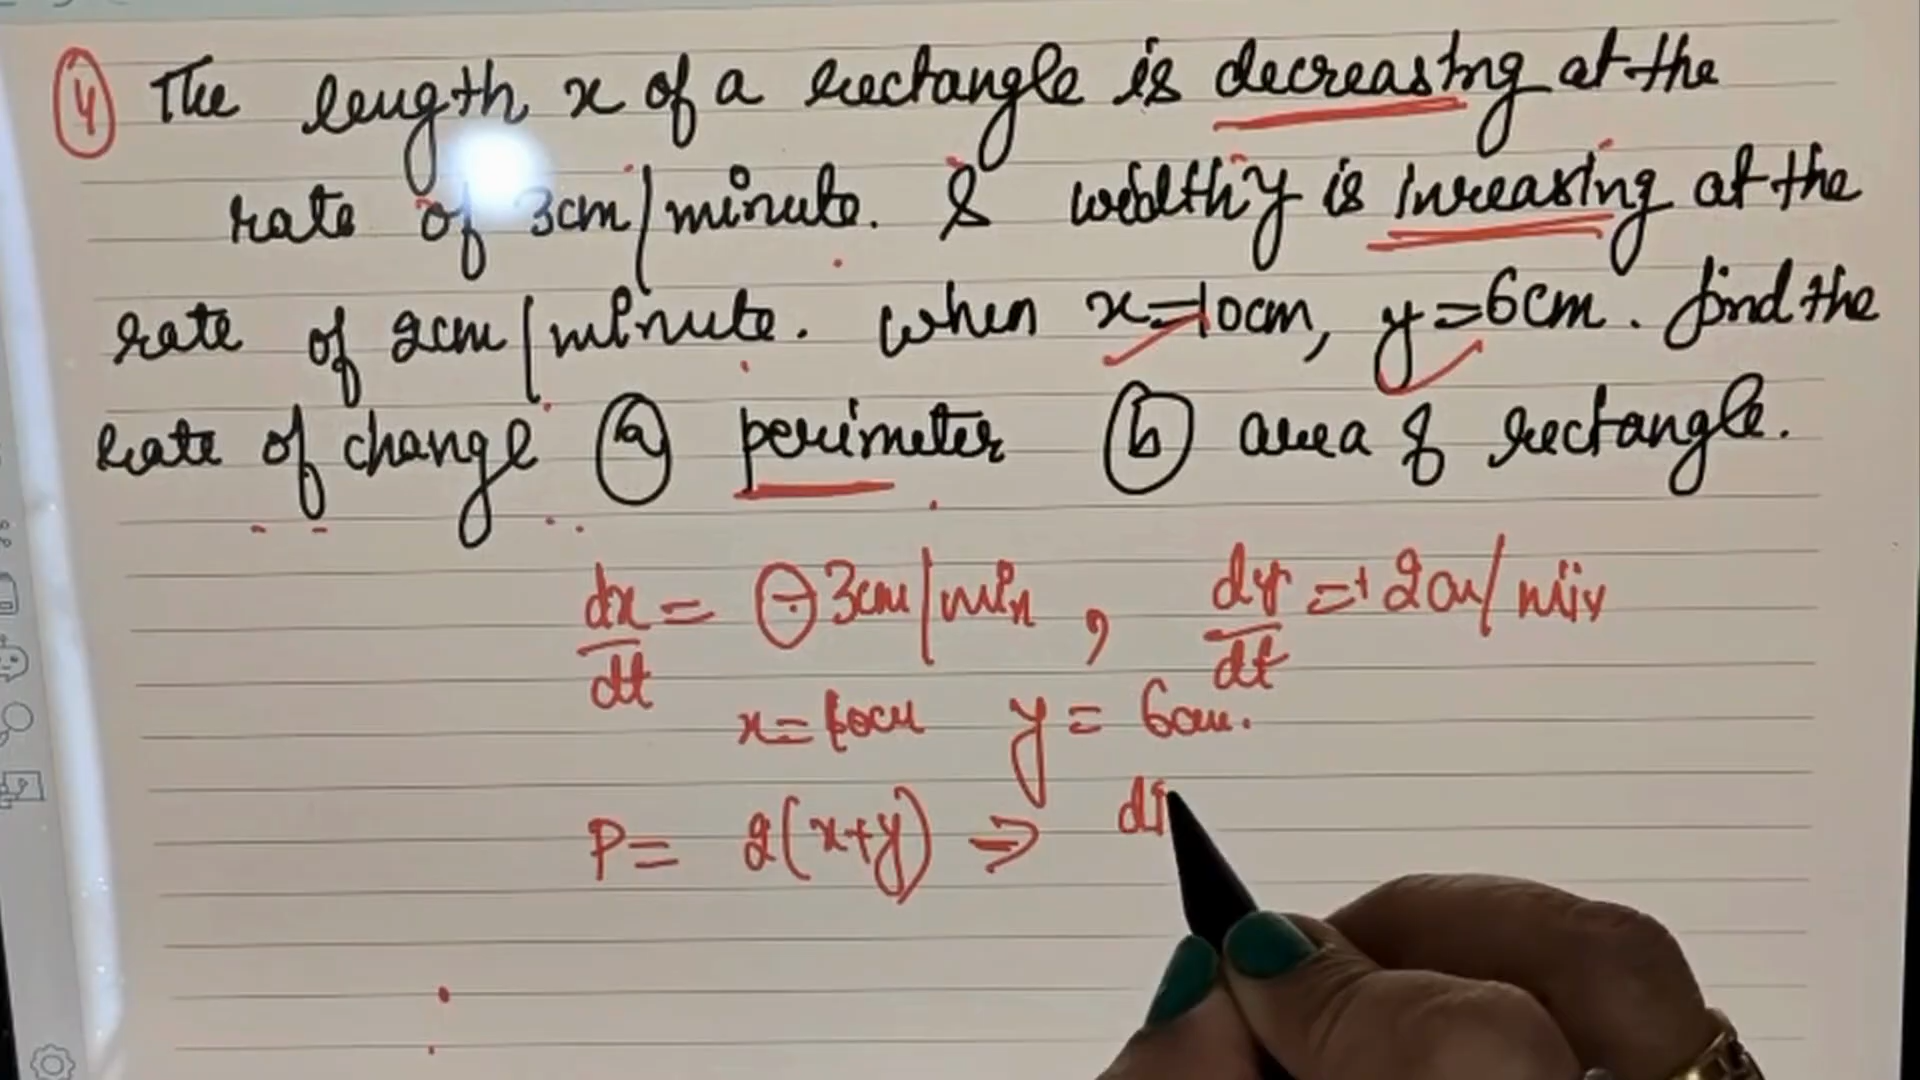 4 The length x of a rectangle is decreasing at the
rate of 3cm/minute. & width y is increasing at the
rate of 2cm/minute. when x=10cm, y=6cm. find the
rate of change (a) perimeter (b) area of rectangle.
dx/dt = -3cm/min, dy/dt = +2cm/min
x=10cm y=6cm.
P= 2(x+y) ⇒ dP